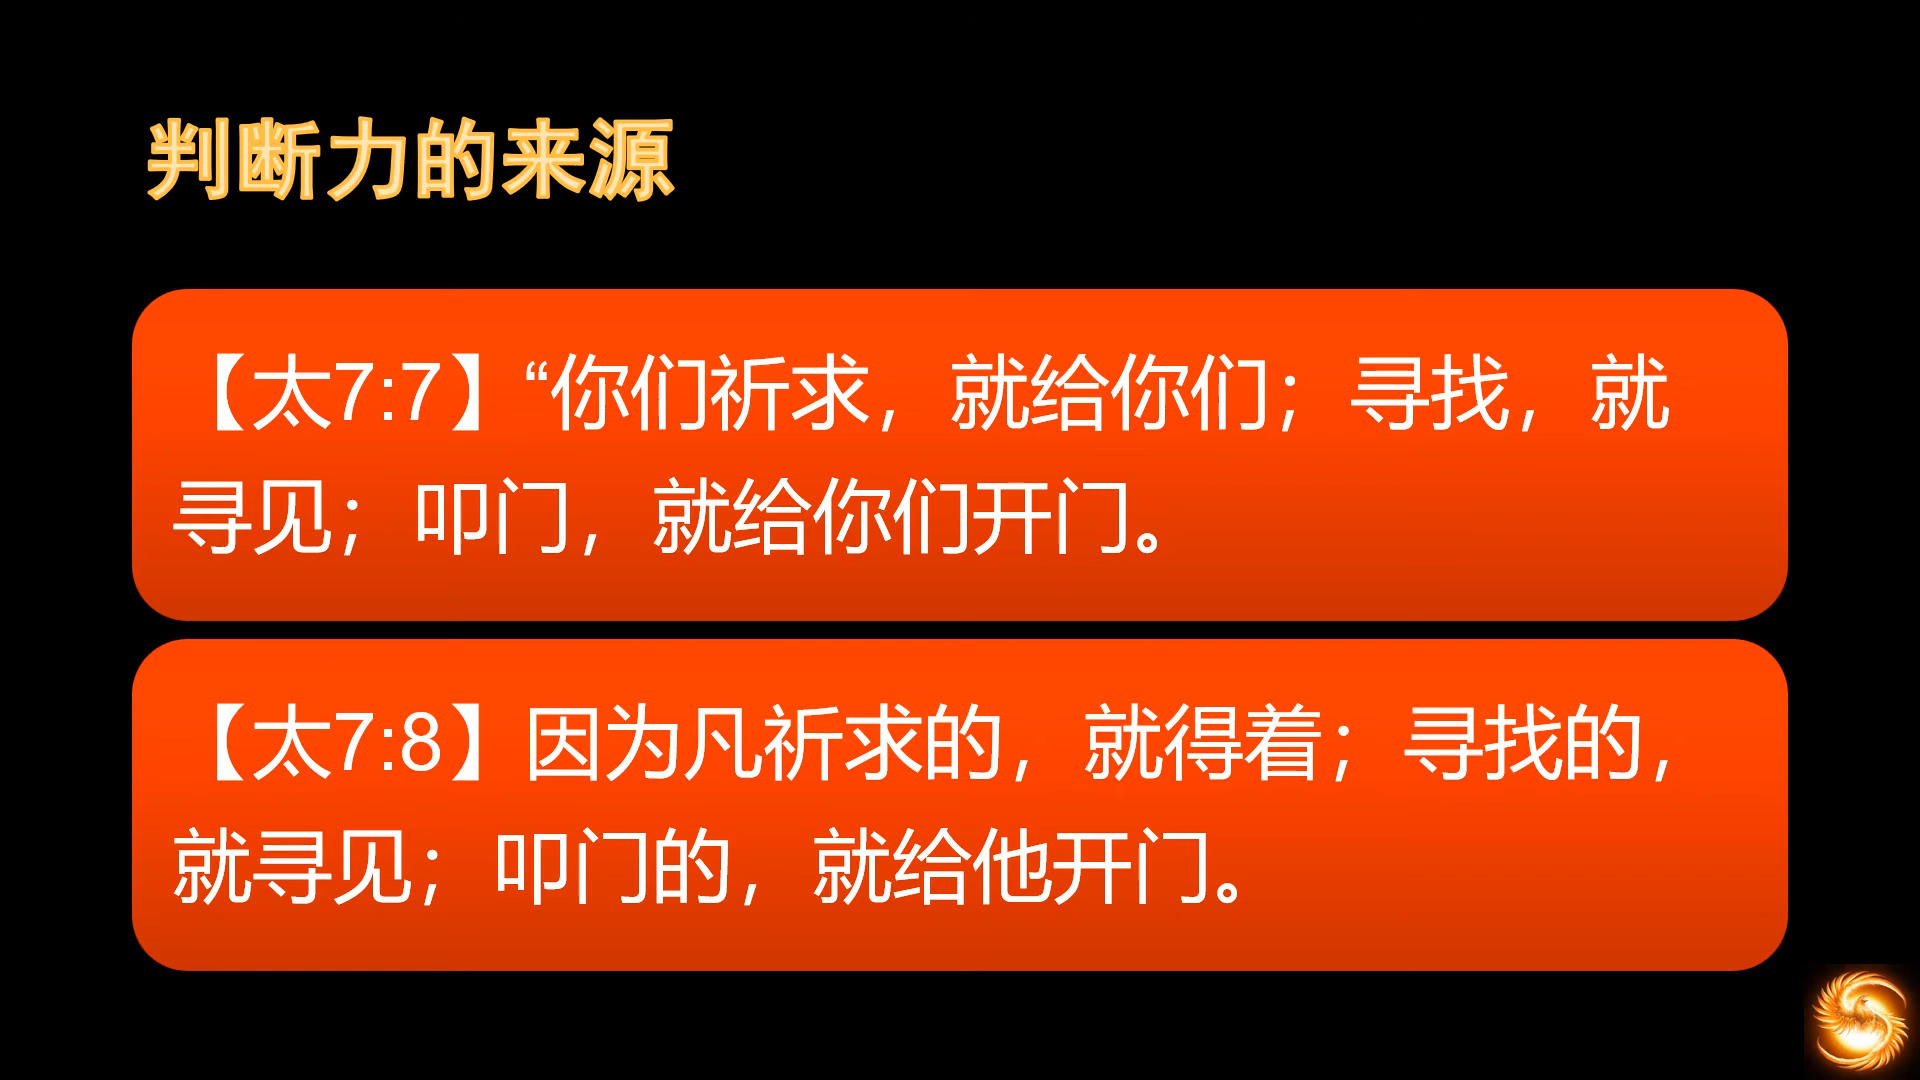 判断力的来源
【太7:7】“你们祈求，就给你们；寻找，就
寻见；叩门，就给你们开门。
【太7:8】因为凡祈求的，就得着；寻找的，
就寻见；叩门的，就给他开门。